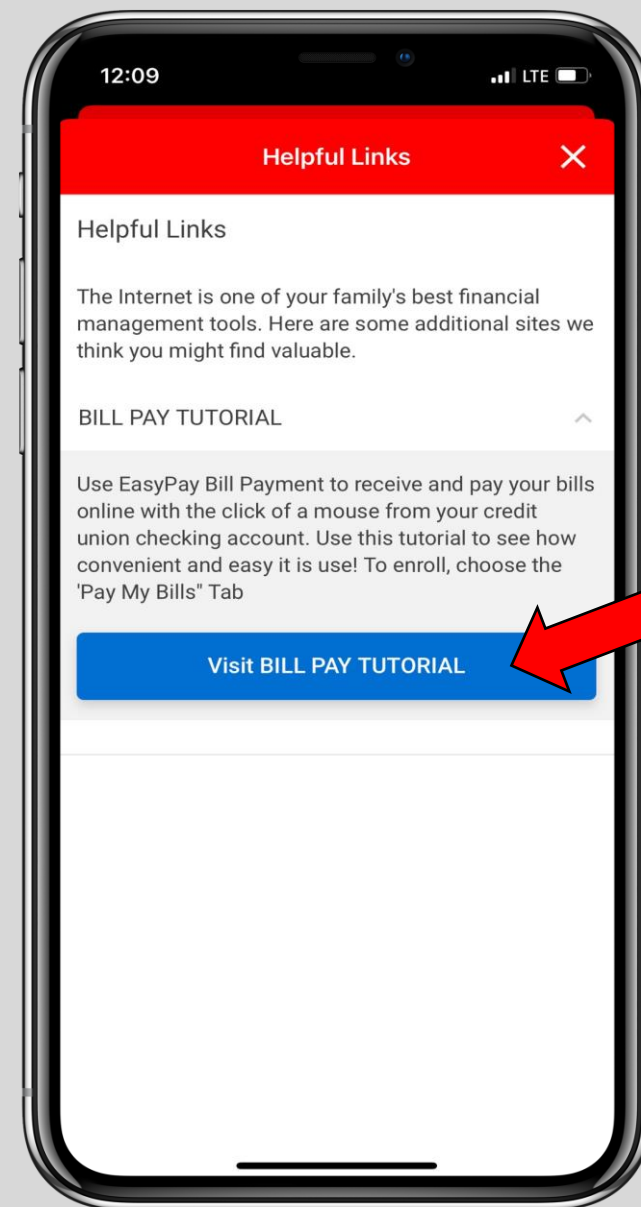 12:09
LTE
Helpful Links
Helpful Links
The Internet is one of your family's best financial
management tools. Here are some additional sites we
think you might find valuable.
BILL PAY TUTORIAL
Use EasyPay Bill Payment to receive and pay your bills
online with the click of a mouse from your credit
union checking account. Use this tutorial to see how
convenient and easy it is use! To enroll, choose the
'Pay My Bills" Tab
Visit BILL PAY TUTORIAL